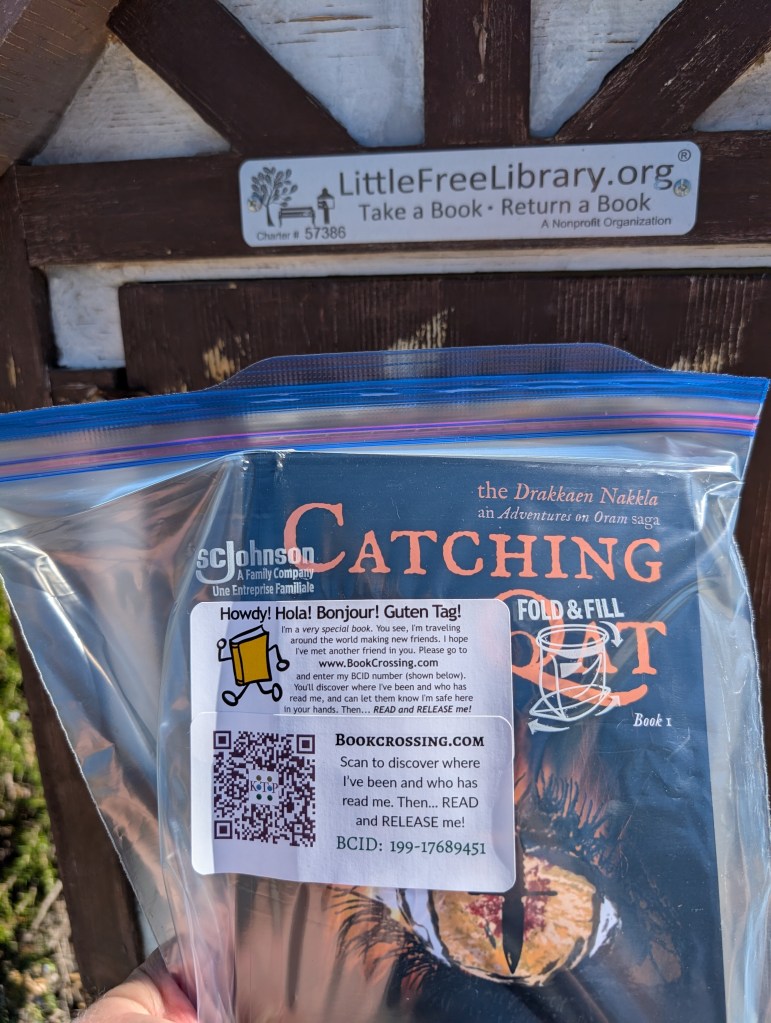 LittleFreeLibrary.org®
Take a Book • Return a Book
A Nonprofit Organization
Charter # 57386
the Drakkaen Nakkla
an Adventures on Oram saga
CATCHING
QAT
Book 1
scJohnson
A Family Company
Une Entreprise Familiale
FOLD & FILL
Howdy! Hola! Bonjour! Guten Tag!
I'm a very special book. You see, I'm traveling
around the world making new friends. I hope
I've met another friend in you. Please go to
www.BookCrossing.com
and enter my BCID number (shown below).
You'll discover where I've been and who has
read me, and can let them know I'm safe here
in your hands. Then... READ and RELEASE me!
BOOKCROSSING.COM
Scan to discover where
I've been and who has
read me. Then... READ
and RELEASE me!
BCID: 199-17689451
KTP